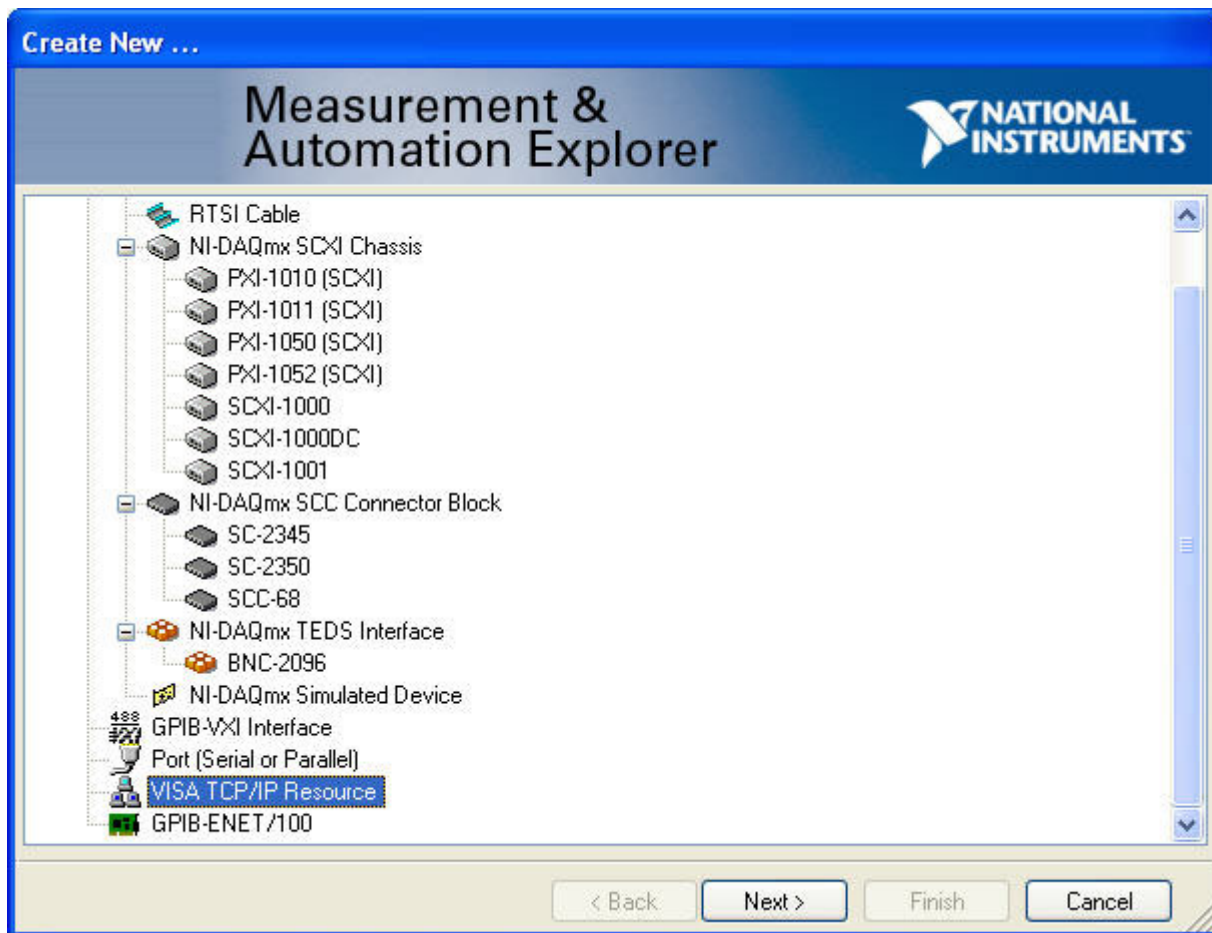 Create New ...
Measurement &
Automation Explorer
NATIONAL
INSTRUMENTS
RTSI Cable
NI-DAQmx SCXI Chassis
PXI-1010 (SCXI)
PXI-1011 (SCXI)
PXI-1050 (SCXI)
PXI-1052 (SCXI)
SCXI-1000
SCXI-1000DC
SCXI-1001
NI-DAQmx SCC Connector Block
SC-2345
SC-2350
SCC-68
NI-DAQmx TEDS Interface
BNC-2096
NI-DAQmx Simulated Device
GPIB-VXI Interface
Port (Serial or Parallel)
VISA TCP/IP Resource
GPIB-ENET/100
< Back Next > Finish Cancel